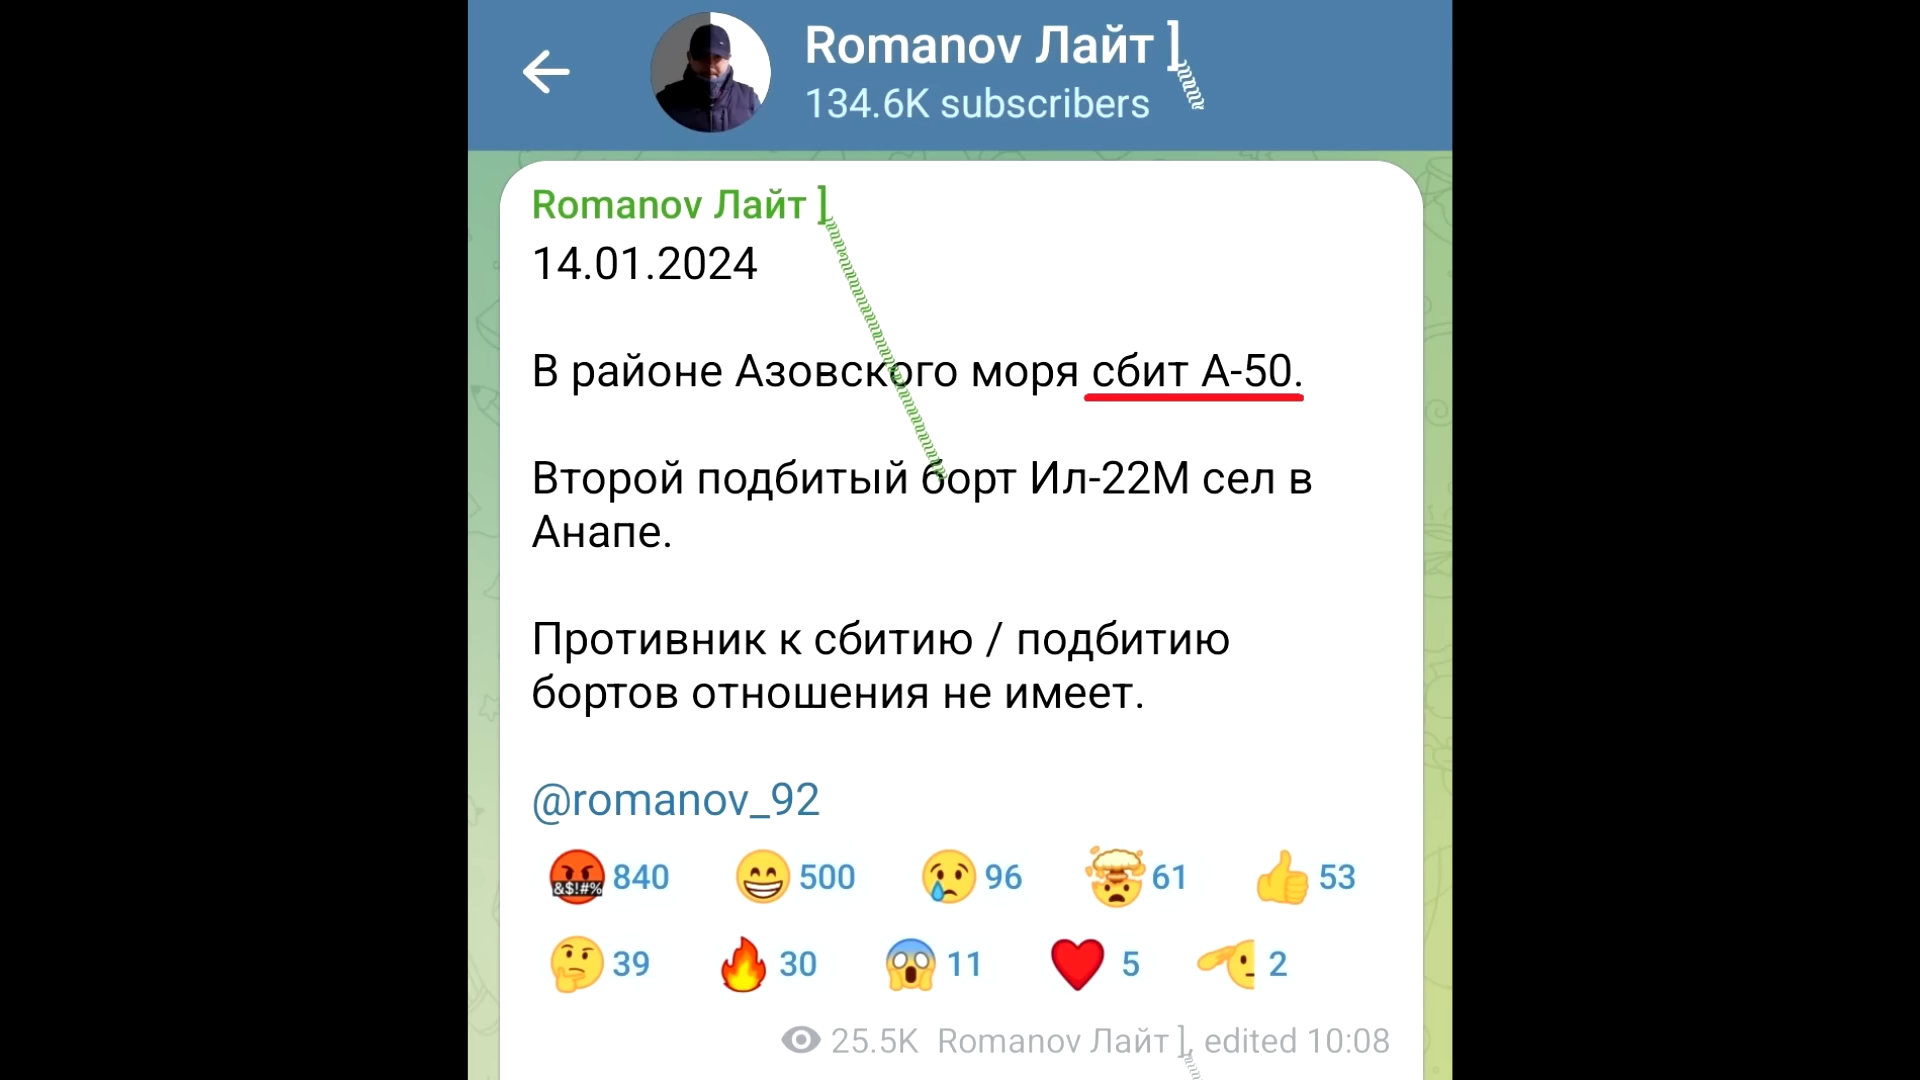 Romanov Лайт ]
134.6K subscribers
Romanov Лайт ]
14.01.2024
В районе Азовского моря сбит А-50.
Второй подбитый борт Ил-22М сел в
Анапе.
Противник к сбитию / подбитию
бортов отношения не имеет.
@romanov_92
&$!#% 840 500 96 61 53
39 30 11 5 2
25.5K Romanov Лайт ], edited 10:08